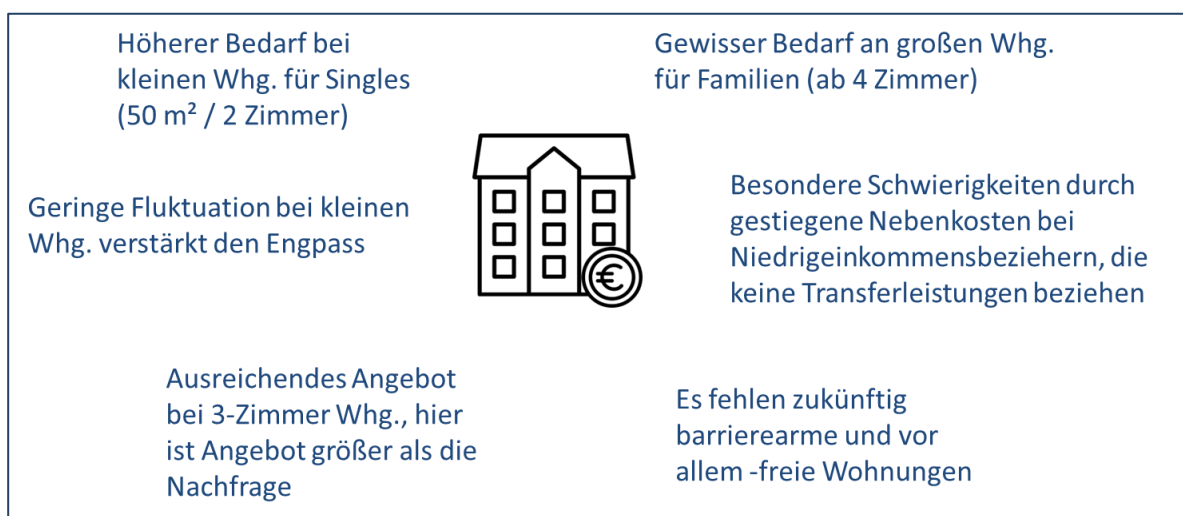 Höherer Bedarf bei
kleinen Whg. für Singles
(50 m² / 2 Zimmer)
Gewisser Bedarf an großen Whg.
für Familien (ab 4 Zimmer)
Geringe Fluktuation bei kleinen
Whg. verstärkt den Engpass
Besondere Schwierigkeiten durch
gestiegene Nebenkosten bei
Niedrigeinkommensbeziehern, die
keine Transferleistungen beziehen
€
Ausreichendes Angebot
bei 3-Zimmer Whg., hier
ist Angebot größer als die
Nachfrage
Es fehlen zukünftig
barrierearme und vor
allem -freie Wohnungen